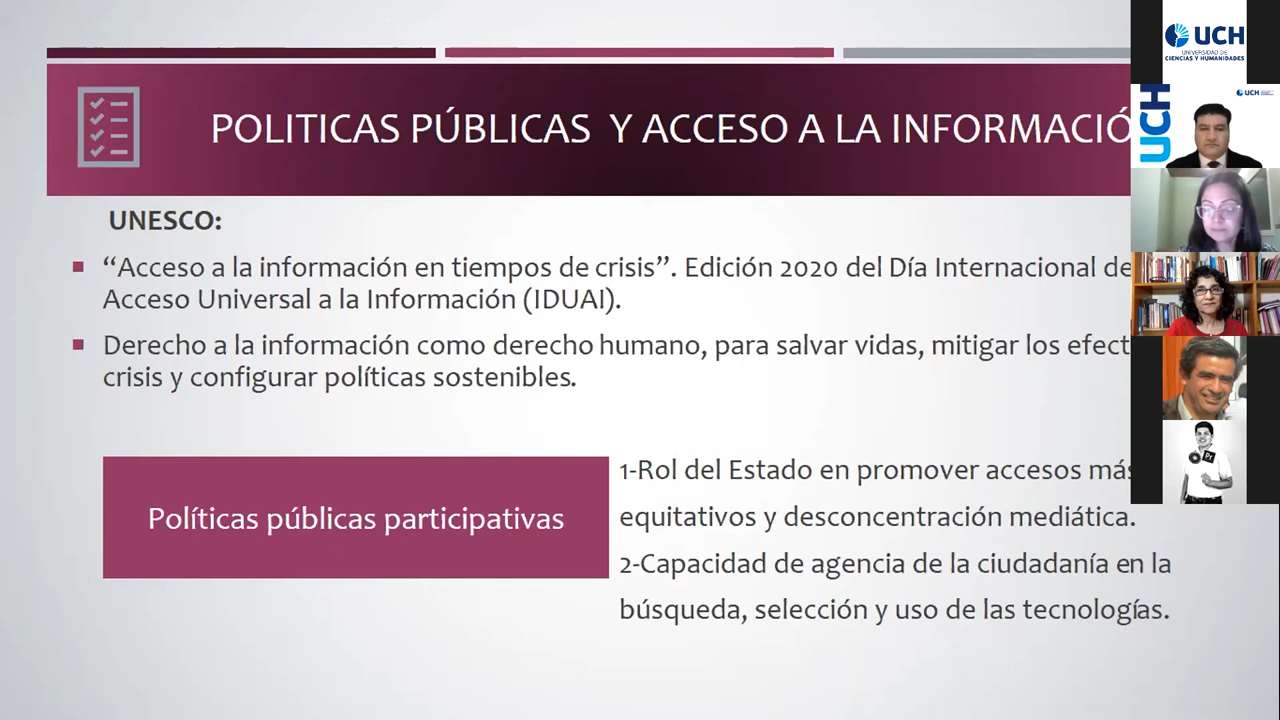 POLITICAS PÚBLICAS Y ACCESO A LA INFORMACIÓ
UNESCO:
“Acceso a la información en tiempos de crisis”. Edición 2020 del Día Internacional de
Acceso Universal a la Información (IDUAI).
Derecho a la información como derecho humano, para salvar vidas, mitigar los efect
crisis y configurar políticas sostenibles.
Políticas públicas participativas
1-Rol del Estado en promover accesos más
equitativos y desconcentración mediática.
2-Capacidad de agencia de la ciudadanía en la
búsqueda, selección y uso de las tecnologías.
UCH
UNIVERSIDAD DE
CIENCIAS Y HUMANIDADES
UCH
UCH
Pr